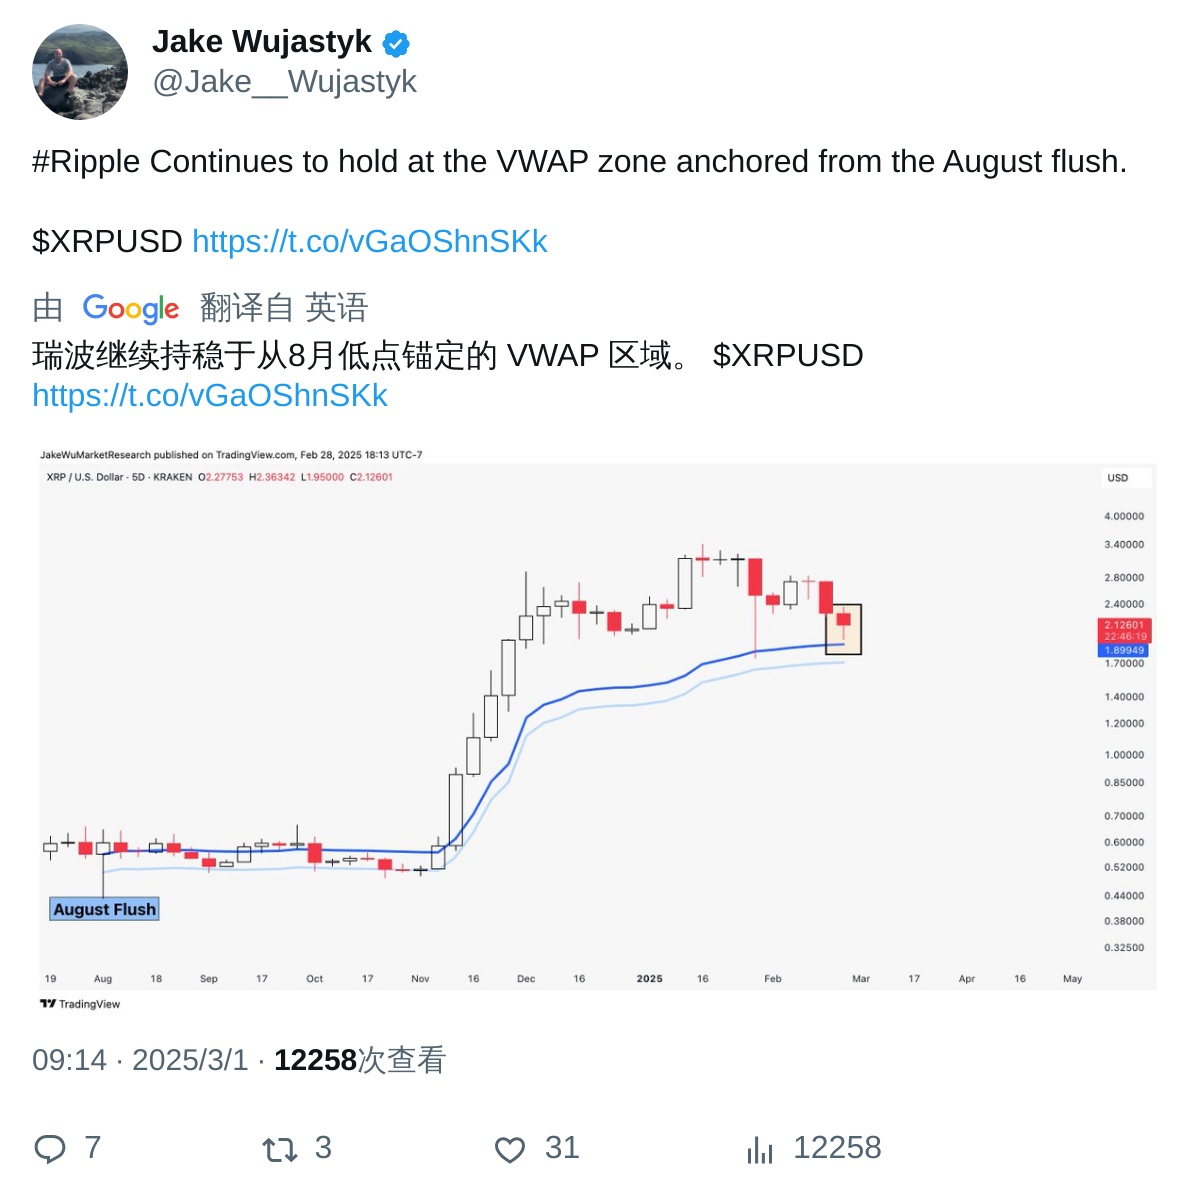 Jake Wujastyk
@Jake__Wujastyk
#Ripple Continues to hold at the VWAP zone anchored from the August flush.
$XRPUSD https://t.co/vGaOShnSKk
由 Google 翻译自 英语
瑞波继续持稳于从8月低点锚定的 VWAP 区域。 $XRPUSD
https://t.co/vGaOShnSKk
JakeWuMarketResearch published on TradingView.com, Feb 28, 2025 18:13 UTC-7
XRP / U.S. Dollar · 5D · KRAKEN O2.27753 H2.36342 L1.95000 C2.12601
USD
4.00000
3.40000
2.80000
2.40000
2.12601
22:46:19
1.89949
1.70000
1.40000
1.20000
1.00000
0.85000
0.70000
0.60000
0.52000
0.44000
0.38000
0.32500
August Flush
19 Aug 18 Sep 17 Oct 17 Nov 16 Dec 16 2025 16 Feb Mar 17 Apr 16 May
TradingView
09:14 · 2025/3/1 · 12258次查看
7 3 31 12258